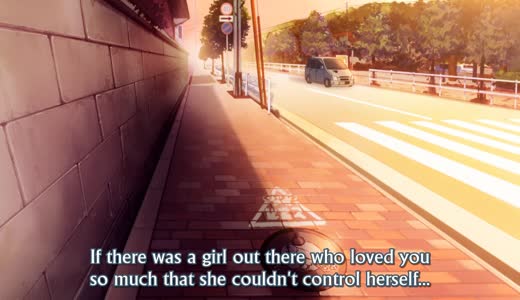 If there was a girl out there who loved you
so much that she couldn't control herself...